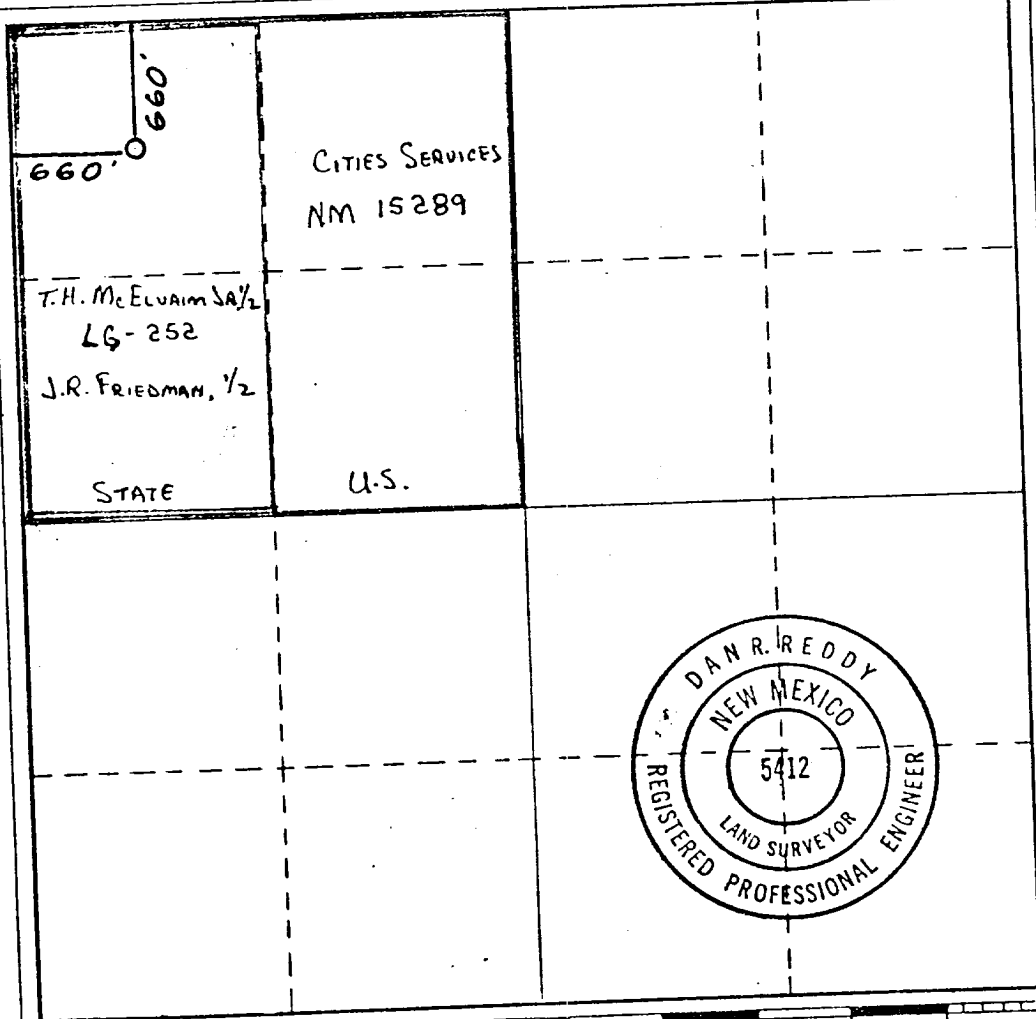 660'
660'
CITIES SERVICES
NM 15289
T.H. McELVAIN JR 1/2
LG-252
J.R. FRIEDMAN, 1/2
STATE
U.S.
DAN R. REDDY
NEW MEXICO
5412
LAND SURVEYOR
REGISTERED PROFESSIONAL ENGINEER